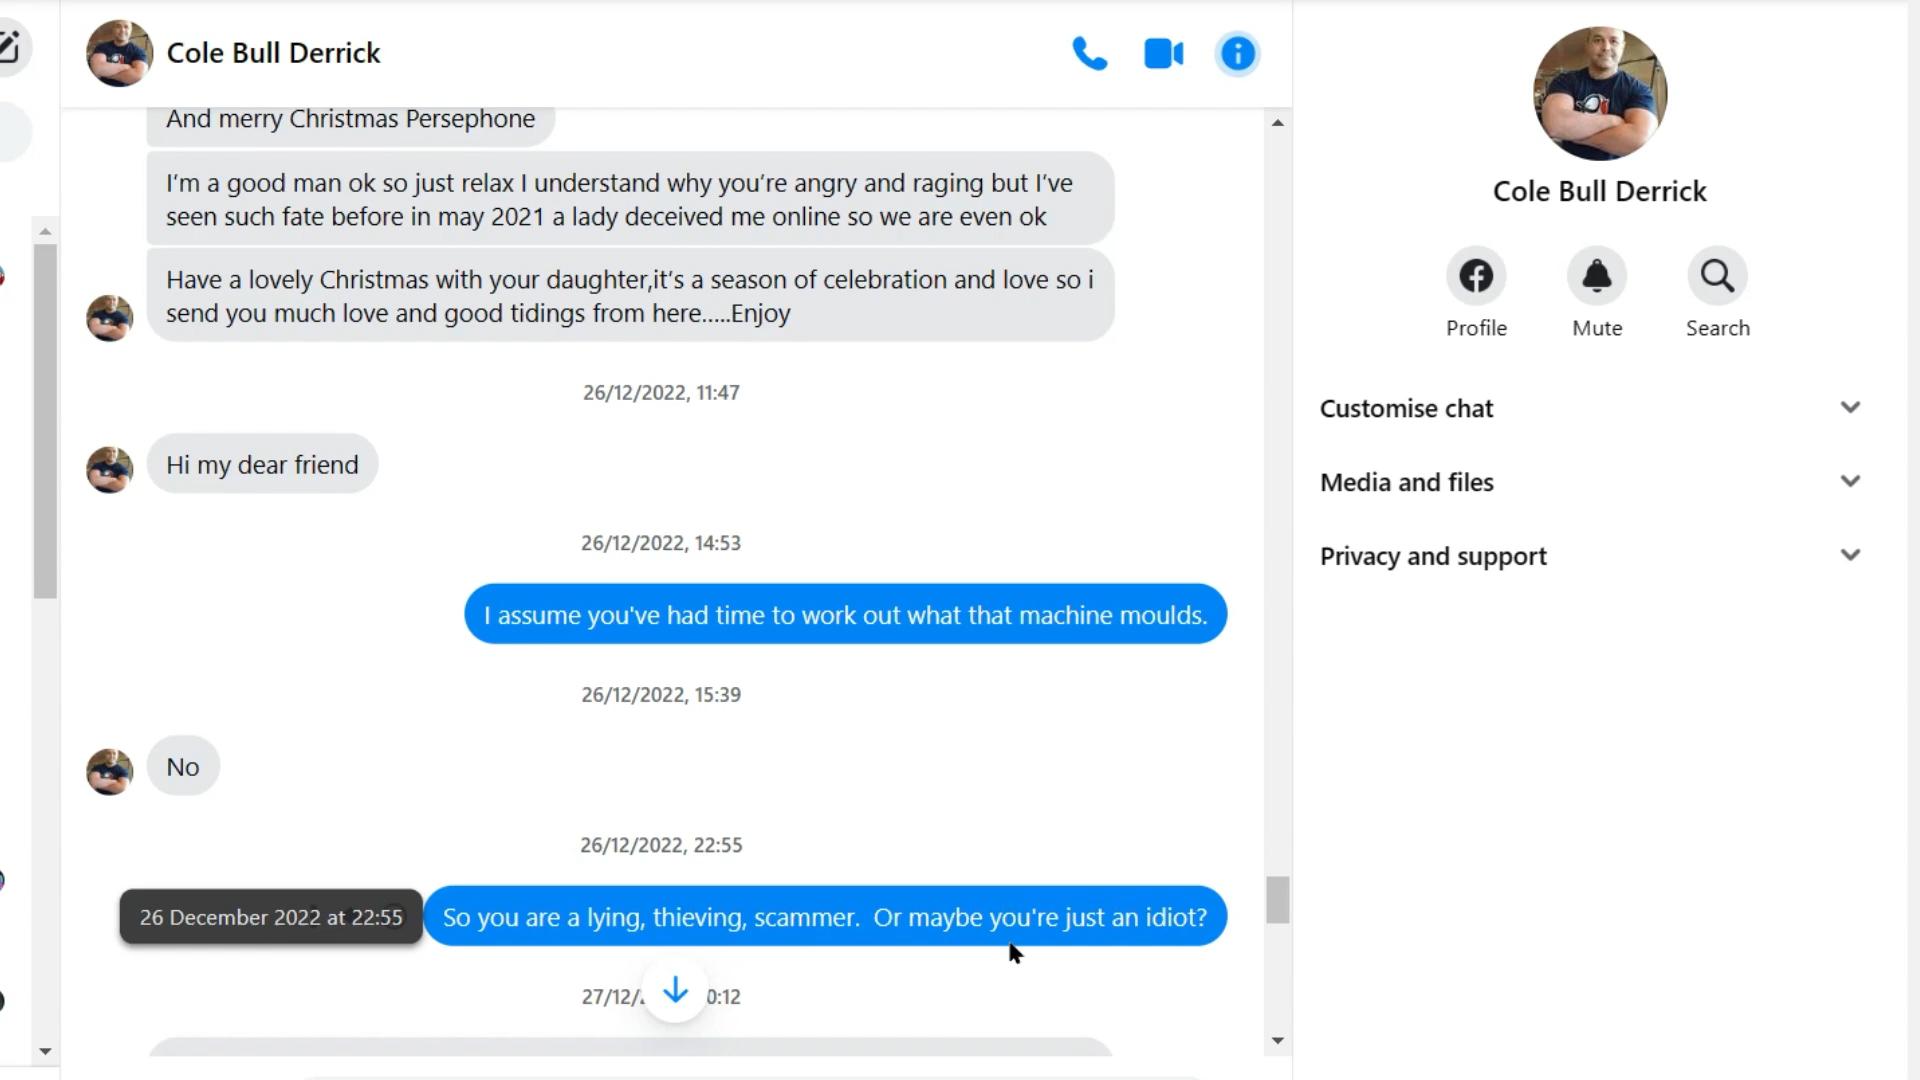 Cole Bull Derrick
And merry Christmas Persephone
I'm a good man ok so just relax I understand why you're angry and raging but I've
seen such fate before in may 2021 a lady deceived me online so we are even ok
Have a lovely Christmas with your daughter,it's a season of celebration and love so i
send you much love and good tidings from here.....Enjoy
26/12/2022, 11:47
Hi my dear friend
26/12/2022, 14:53
I assume you've had time to work out what that machine moulds.
26/12/2022, 15:39
No
26/12/2022, 22:55
26 December 2022 at 22:55
So you are a lying, thieving, scammer.  Or maybe you're just an idiot?
27/12/ 0:12
Cole Bull Derrick
Profile
Mute
Search
Customise chat
Media and files
Privacy and support